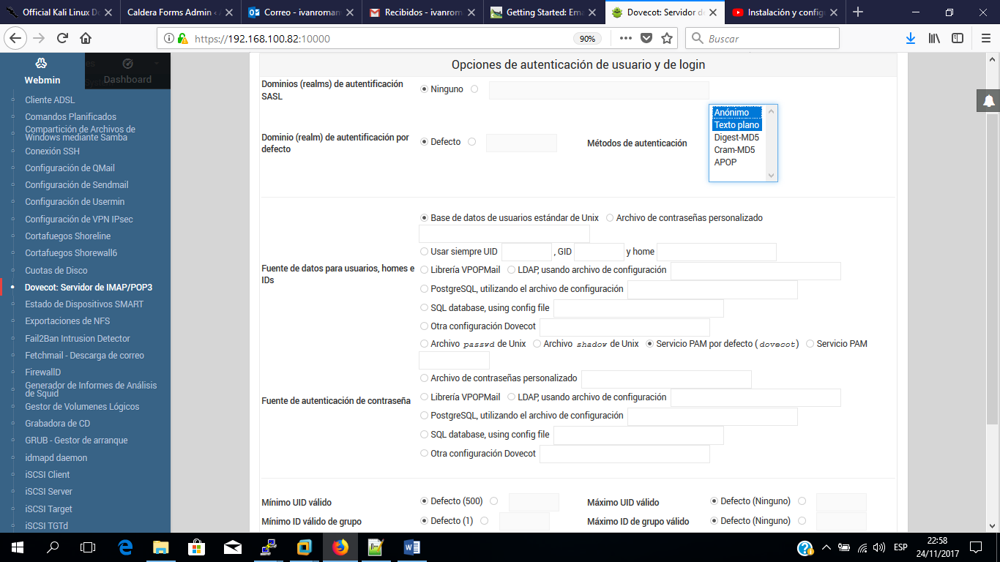 Official Kali Linux Do
Caldera Forms Admin ‹ A
Correo - ivanroman
Recibidos - ivanrom
Getting Started: Ema
Dovecot: Servidor de
Instalación y configu
https://192.168.100.82:10000
90%
Buscar
Webmin
Dashboard
Cliente ADSL
Comandos Planificados
Compartición de Archivos de
Windows mediante Samba
Conexión SSH
Configuración de QMail
Configuración de Sendmail
Configuración de Usermin
Configuración de VPN IPsec
Cortafuegos Shoreline
Cortafuegos Shorewall6
Cuotas de Disco
Dovecot: Servidor de IMAP/POP3
Estado de Dispositivos SMART
Exportaciones de NFS
Fail2Ban Intrusion Detector
Fetchmail - Descarga de correo
FirewallD
Generador de Informes de Análisis
de Squid
Gestor de Volumenes Lógicos
Grabadora de CD
GRUB - Gestor de arranque
idmapd daemon
iSCSI Client
iSCSI Server
iSCSI Target
iSCSI TGTd
Opciones de autenticación de usuario y de login
Dominios (realms) de autentificación
SASL
Ninguno
Dominio (realm) de autentificación por
defecto
Defecto
Métodos de autenticación
Anónimo
Texto plano
Digest-MD5
Cram-MD5
APOP
Fuente de datos para usuarios, homes e
IDs
Base de datos de usuarios estándar de Unix Archivo de contraseñas personalizado
Usar siempre UID , GID y home
Librería VPOPMail LDAP, usando archivo de configuración
PostgreSQL, utilizando el archivo de configuración
SQL database, using config file
Otra configuración Dovecot
Fuente de autenticación de contraseña
Archivo passwd de Unix Archivo shadow de Unix Servicio PAM por defecto (dovecot) Servicio PAM
Archivo de contraseñas personalizado
Librería VPOPMail LDAP, usando archivo de configuración
PostgreSQL, utilizando el archivo de configuración
SQL database, using config file
Otra configuración Dovecot
Mínimo UID válido Defecto (500) Máximo UID válido Defecto (Ninguno)
Mínimo ID válido de grupo Defecto (1) Máximo ID de grupo válido Defecto (Ninguno)
ESP
22:58
24/11/2017